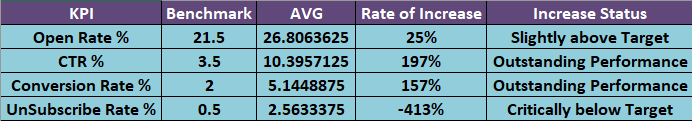 KPI Benchmark AVG Rate of Increase Increase Status
Open Rate % 21.5 26.8063625 25% Slightly above Target
CTR % 3.5 10.3957125 197% Outstanding Performance
Conversion Rate % 2 5.1448875 157% Outstanding Performance
UnSubscribe Rate % 0.5 2.5633375 -413% Critically below Target